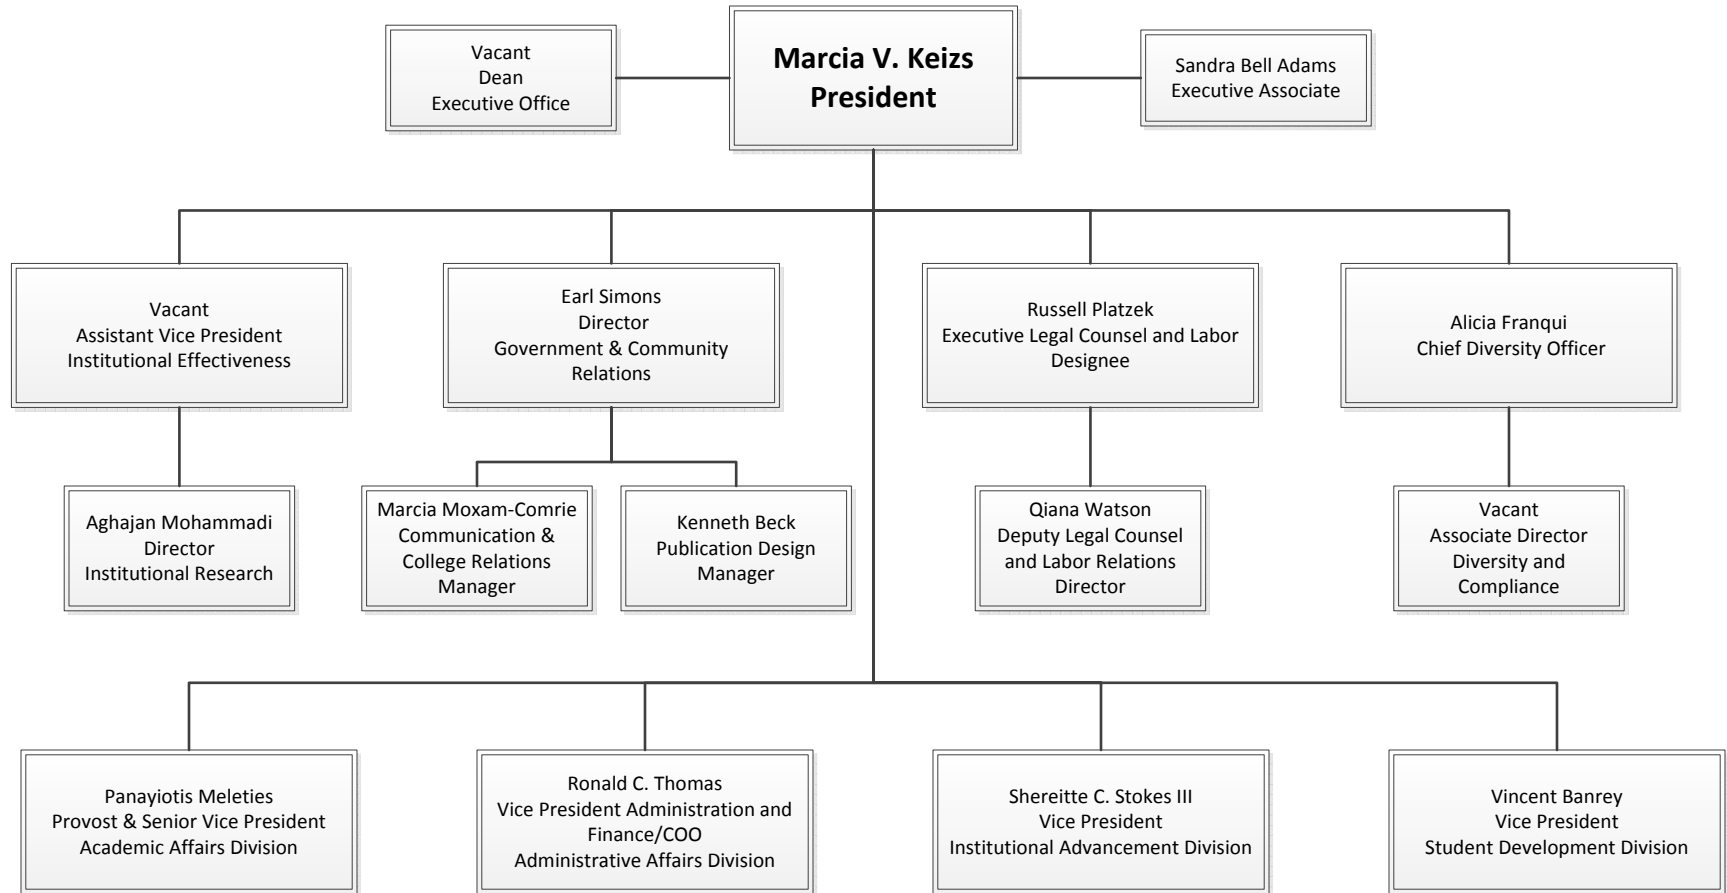 Vacant
Dean
Executive Office
Marcia V. Keizs
President
Sandra Bell Adams
Executive Associate
Vacant
Assistant Vice President
Institutional Effectiveness
Earl Simons
Director
Government & Community
Relations
Russell Platzek
Executive Legal Counsel and Labor
Designee
Alicia Franqui
Chief Diversity Officer
Aghajan Mohammadi
Director
Institutional Research
Marcia Moxam-Comrie
Communication &
College Relations
Manager
Kenneth Beck
Publication Design
Manager
Qiana Watson
Deputy Legal Counsel
and Labor Relations
Director
Vacant
Associate Director
Diversity and
Compliance
Panayiotis Meleties
Provost & Senior Vice President
Academic Affairs Division
Ronald C. Thomas
Vice President Administration and
Finance/COO
Administrative Affairs Division
Shereitte C. Stokes III
Vice President
Institutional Advancement Division
Vincent Banrey
Vice President
Student Development Division